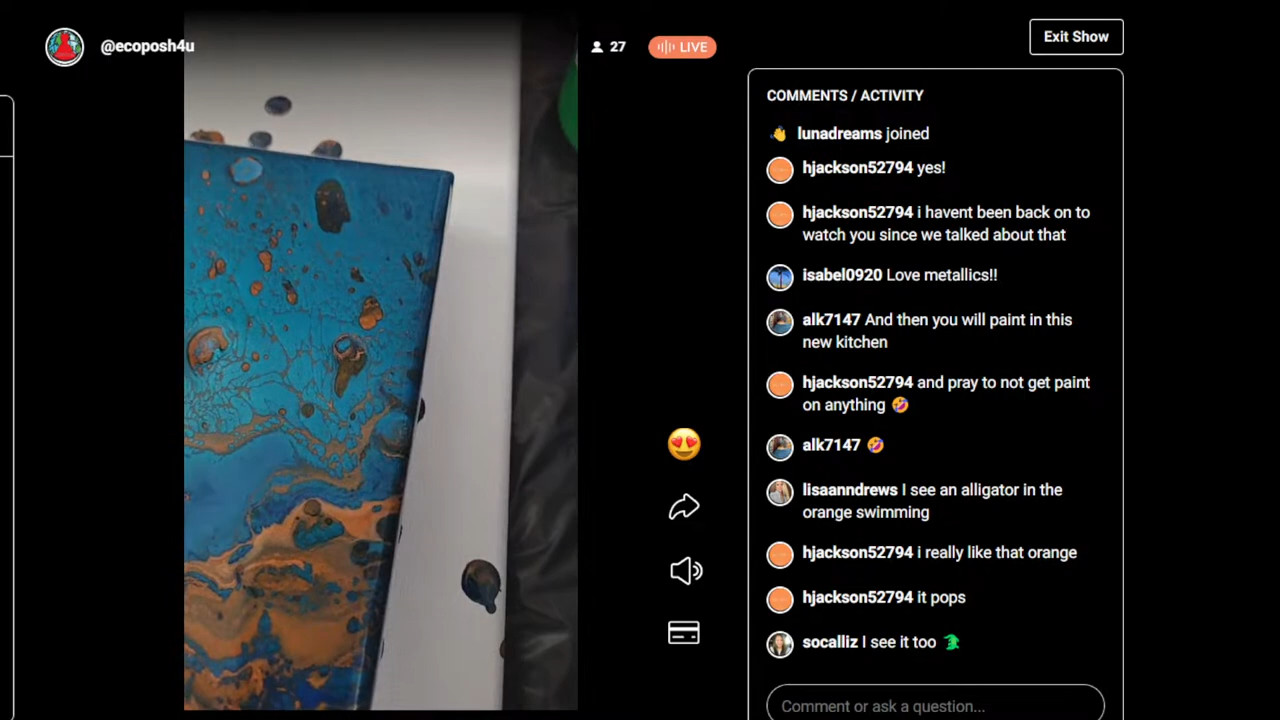 @ecoposh4u
27
LIVE
Exit Show
COMMENTS / ACTIVITY
👋 lunadreams joined
hjackson52794 yes!
hjackson52794 i havent been back on to
watch you since we talked about that
isabel0920 Love metallics!!
alk7147 And then you will paint in this
new kitchen
hjackson52794 and pray to not get paint
on anything 🤣
alk7147 🤣
lisaanndrews I see an alligator in the
orange swimming
hjackson52794 i really like that orange
hjackson52794 it pops
socalliz I see it too 🐊
Comment or ask a question...